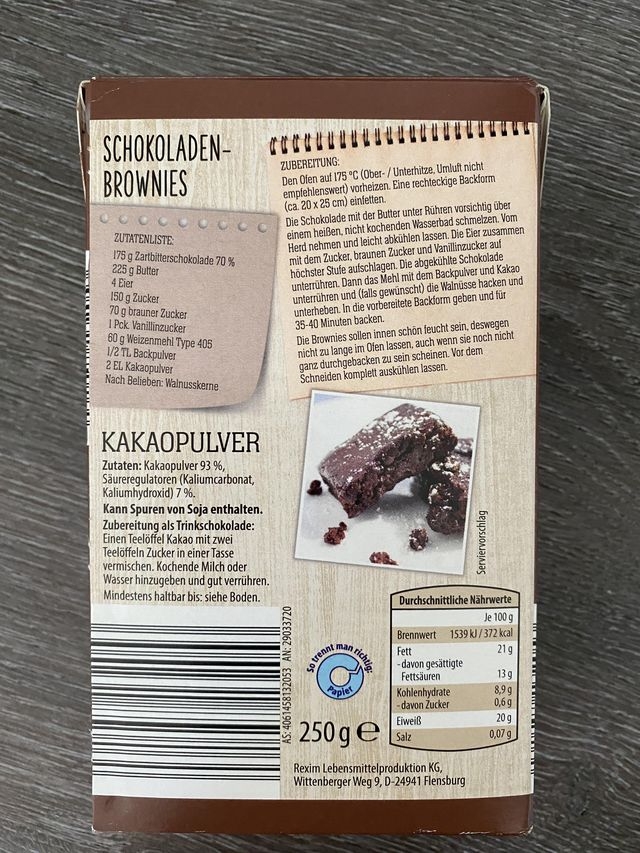 SCHOKOLADEN-
BROWNIES
ZUTATENLISTE:
175 g Zartbitterschokolade 70 %
225 g Butter
4 Eier
150 g Zucker
70 g brauner Zucker
1 Pck. Vanillinzucker
60 g Weizenmehl Type 405
1/2 TL Backpulver
2 EL Kakaopulver
Nach Belieben: Walnusskerne
ZUBEREITUNG:
Den Ofen auf 175 °C (Ober- / Unterhitze, Umluft nicht
empfehlenswert) vorheizen. Eine rechteckige Backform
(ca. 20 x 25 cm) einfetten.
Die Schokolade mit der Butter unter Rühren vorsichtig über
einem heißen, nicht kochenden Wasserbad schmelzen. Vom
Herd nehmen und leicht abkühlen lassen. Die Eier zusammen
mit dem Zucker, braunen Zucker und Vanillinzucker auf
höchster Stufe aufschlagen. Die abgekühlte Schokolade
unterrühren. Dann das Mehl mit dem Backpulver und Kakao
unterrühren und (falls gewünscht) die Walnüsse hacken und
unterheben. In die vorbereitete Backform geben und für
35-40 Minuten backen.
Die Brownies sollen innen schön feucht sein, deswegen
nicht zu lange im Ofen lassen, auch wenn sie noch nicht
ganz durchgebacken zu sein scheinen. Vor dem
Schneiden komplett auskühlen lassen.
KAKAOPULVER
Zutaten: Kakaopulver 93 %,
Säureregulatoren (Kaliumcarbonat,
Kaliumhydroxid) 7 %.
Kann Spuren von Soja enthalten.
Zubereitung als Trinkschokolade:
Einen Teelöffel Kakao mit zwei
Teelöffeln Zucker in einer Tasse
vermischen. Kochende Milch oder
Wasser hinzugeben und gut verrühren.
Mindestens haltbar bis: siehe Boden.
Serviervorschlag
AS: 4061458132053 AN: 29033720
So trennt man richtig:
Papier
250 g e
Durchschnittliche Nährwerte
Je 100 g
Brennwert 1539 kJ / 372 kcal
Fett 21 g
- davon gesättigte
Fettsäuren 13 g
Kohlenhydrate 8,9 g
- davon Zucker 0,6 g
Eiweiß 20 g
Salz 0,07 g
Rexim Lebensmittelproduktion KG,
Wittenberger Weg 9, D-24941 Flensburg